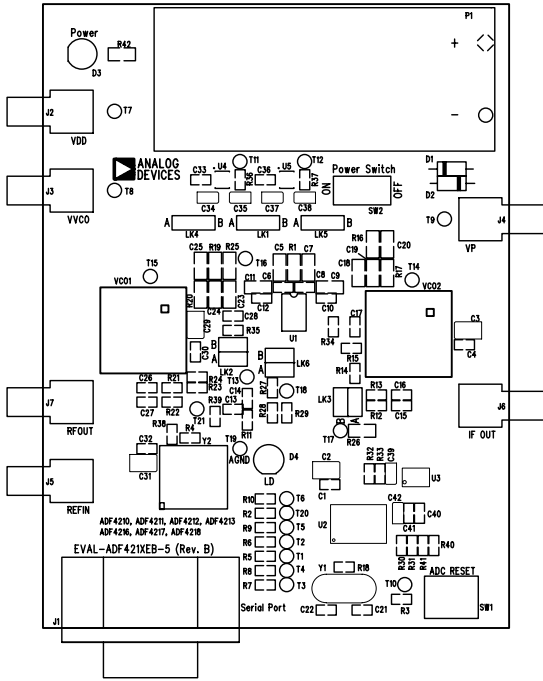 Power
R42
D3
P1
+
-
J2
VDD
T7
ANALOG
DEVICES
J3
VVCO
T8
C33
U4
T11
R36
C36
U5
T12
R37
Power Switch
ON
OFF
SW2
D1
D2
C34
C35
C37
C38
T9
J4
VP
A
B
LK4
A
B
LK1
A
B
LK5
R16
C19
C20
C25
R19
R25
T16
C5
R1
C7
C18
R17
T15
T14
VCO1
R20
C11
C6
C8
C9
C12
C10
VCO2
C24
C23
C29
C28
R35
U1
R34
C17
C3
C4
C30
B
A
LK2
B
A
LK6
R15
R14
J7
RFOUT
C26
R21
R24
R23
T13
R27
T18
LK3
R13
C16
J6
IF OUT
C27
R22
T21
R39
C13
C14
R28
R29
R12
C15
R11
B
A
R38
R4
Y2
T19
AGND
T17
R26
C32
C31
D4
LD
C2
R32
R33
C39
U3
J5
REFIN
C1
R10
T6
R2
T20
R9
T5
R6
T2
R5
T1
R8
T4
R7
T3
U2
C42
C40
C41
ADF4210, ADF4211, ADF4212, ADF4213
ADF4216, ADF4217, ADF4218
EVAL-ADF421XEB-5 (Rev. B)
R40
R30
R31
R41
Y1
R18
ADC RESET
T10
R3
SW1
J1
Serial Port
C22
C21